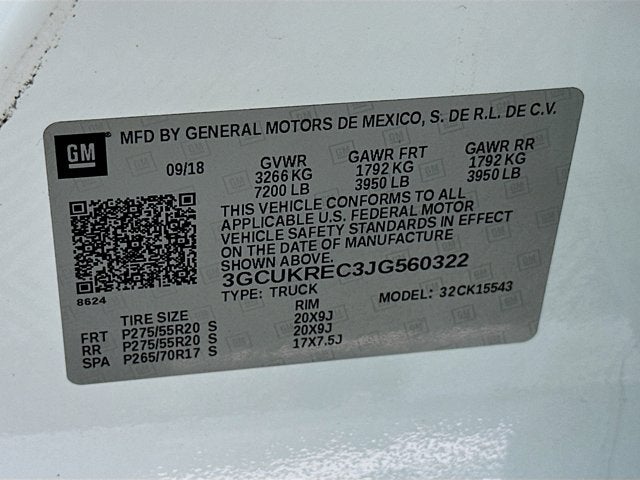 GM
MFD BY GENERAL MOTORS DE MEXICO, S. DE R.L. DE C.V.
09/18 GVWR GAWR FRT GAWR RR
3266 KG 1792 KG 1792 KG
7200 LB 3950 LB 3950 LB
THIS VEHICLE CONFORMS TO ALL
APPLICABLE U.S. FEDERAL MOTOR
VEHICLE SAFETY STANDARDS IN EFFECT
ON THE DATE OF MANUFACTURE
SHOWN ABOVE.
8624
3GCUKREC3JG560322
TYPE: TRUCK MODEL: 32CK15543
TIRE SIZE RIM
FRT P275/55R20 S 20X9J
RR P275/55R20 S 20X9J
SPA P265/70R17 S 17X7.5J